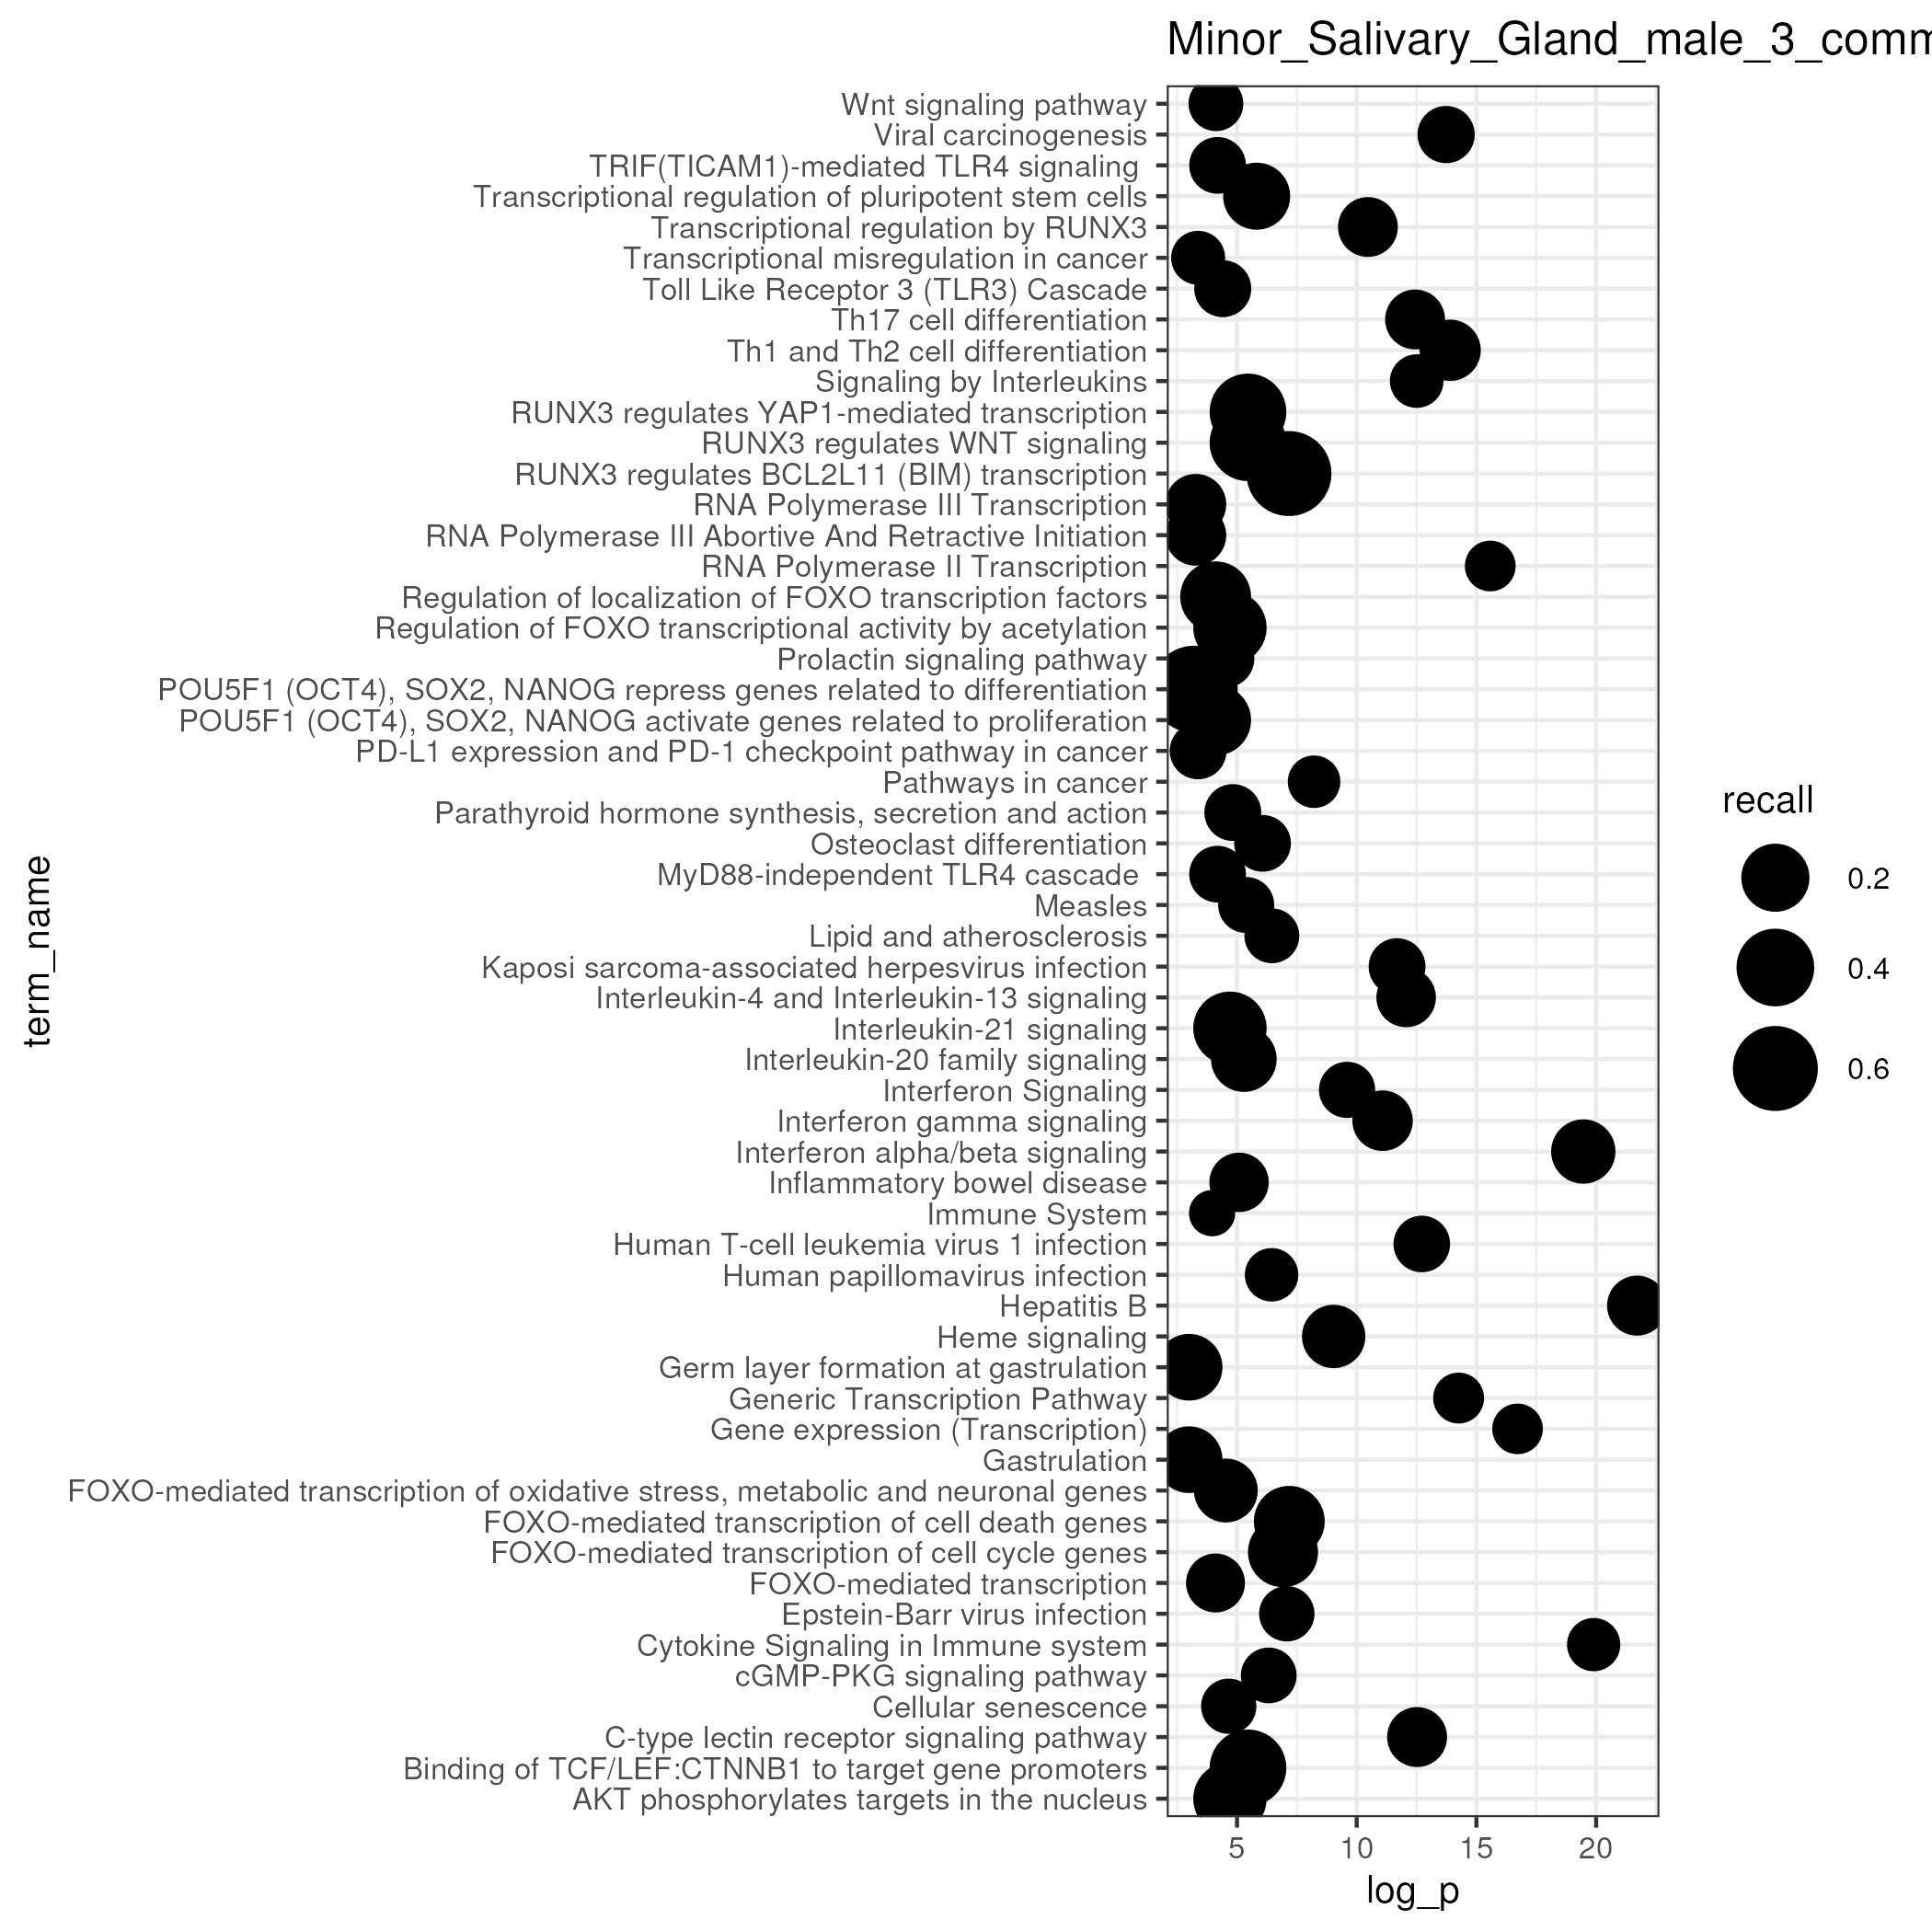 Minor_Salivary_Gland_male_3_comm
Wnt signaling pathway
Viral carcinogenesis
TRIF(TICAM1)-mediated TLR4 signaling
Transcriptional regulation of pluripotent stem cells
Transcriptional regulation by RUNX3
Transcriptional misregulation in cancer
Toll Like Receptor 3 (TLR3) Cascade
Th17 cell differentiation
Th1 and Th2 cell differentiation
Signaling by Interleukins
RUNX3 regulates YAP1-mediated transcription
RUNX3 regulates WNT signaling
RUNX3 regulates BCL2L11 (BIM) transcription
RNA Polymerase III Transcription
RNA Polymerase III Abortive And Retractive Initiation
RNA Polymerase II Transcription
Regulation of localization of FOXO transcription factors
Regulation of FOXO transcriptional activity by acetylation
Prolactin signaling pathway
POU5F1 (OCT4), SOX2, NANOG repress genes related to differentiation
POU5F1 (OCT4), SOX2, NANOG activate genes related to proliferation
PD-L1 expression and PD-1 checkpoint pathway in cancer
Pathways in cancer
Parathyroid hormone synthesis, secretion and action
Osteoclast differentiation
MyD88-independent TLR4 cascade
Measles
Lipid and atherosclerosis
Kaposi sarcoma-associated herpesvirus infection
Interleukin-4 and Interleukin-13 signaling
Interleukin-21 signaling
Interleukin-20 family signaling
Interferon Signaling
Interferon gamma signaling
Interferon alpha/beta signaling
Inflammatory bowel disease
Immune System
Human T-cell leukemia virus 1 infection
Human papillomavirus infection
Hepatitis B
Heme signaling
Germ layer formation at gastrulation
Generic Transcription Pathway
Gene expression (Transcription)
Gastrulation
FOXO-mediated transcription of oxidative stress, metabolic and neuronal genes
FOXO-mediated transcription of cell death genes
FOXO-mediated transcription of cell cycle genes
FOXO-mediated transcription
Epstein-Barr virus infection
Cytokine Signaling in Immune system
cGMP-PKG signaling pathway
Cellular senescence
C-type lectin receptor signaling pathway
Binding of TCF/LEF:CTNNB1 to target gene promoters
AKT phosphorylates targets in the nucleus
term_name
5 10 15 20
log_p
recall
0.2
0.4
0.6